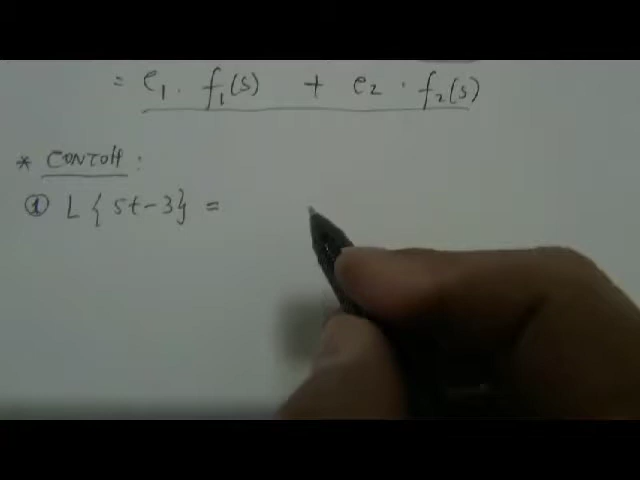 = C₁ . f₁(s) + C₂ . f₂(s)
* CONTOH :
① L { 5t - 3 } =